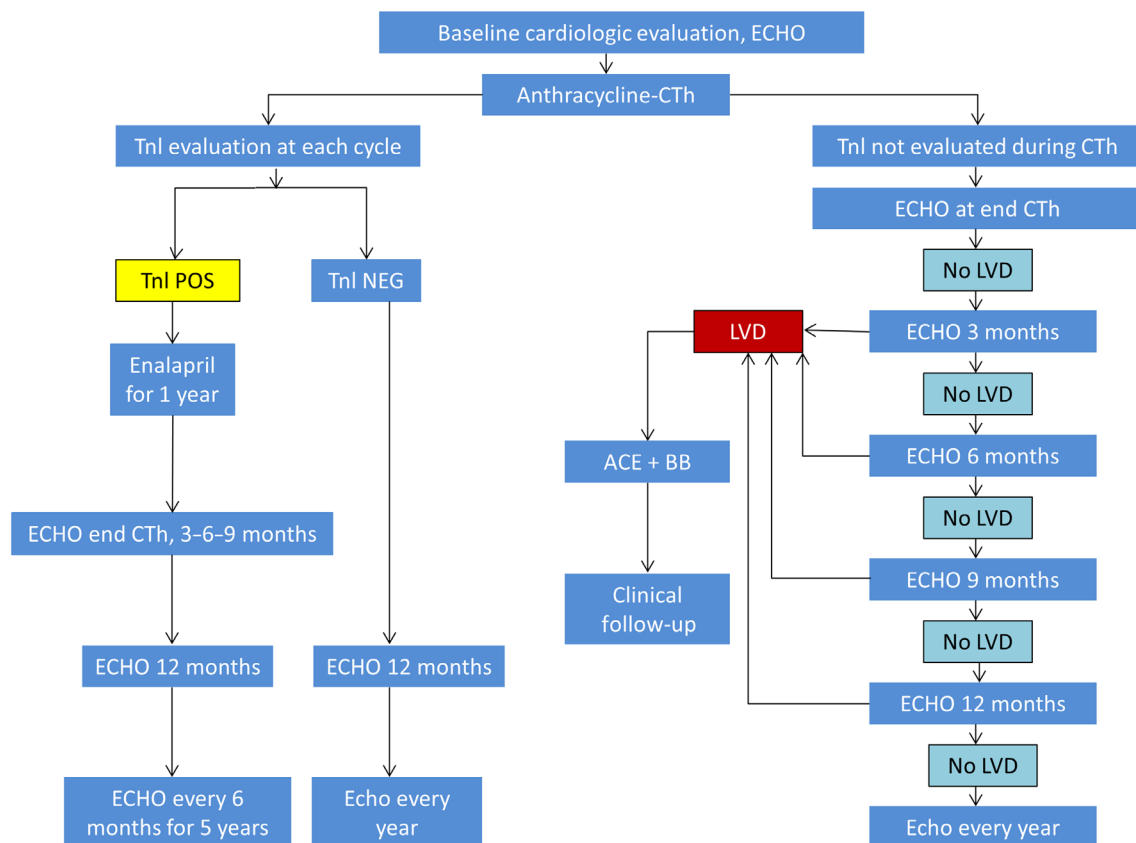 Baseline cardiologic evaluation, ECHO
Anthracycline-CTh
TnI evaluation at each cycle
TnI not evaluated during CTh
ECHO at end CTh
TnI POS
TnI NEG
No LVD
LVD
ECHO 3 months
Enalapril
for 1 year
No LVD
ACE + BB
ECHO 6 months
ECHO end CTh, 3–6–9 months
No LVD
Clinical
follow-up
ECHO 9 months
No LVD
ECHO 12 months
ECHO 12 months
ECHO 12 months
No LVD
ECHO every 6
months for 5 years
Echo every
year
Echo every year